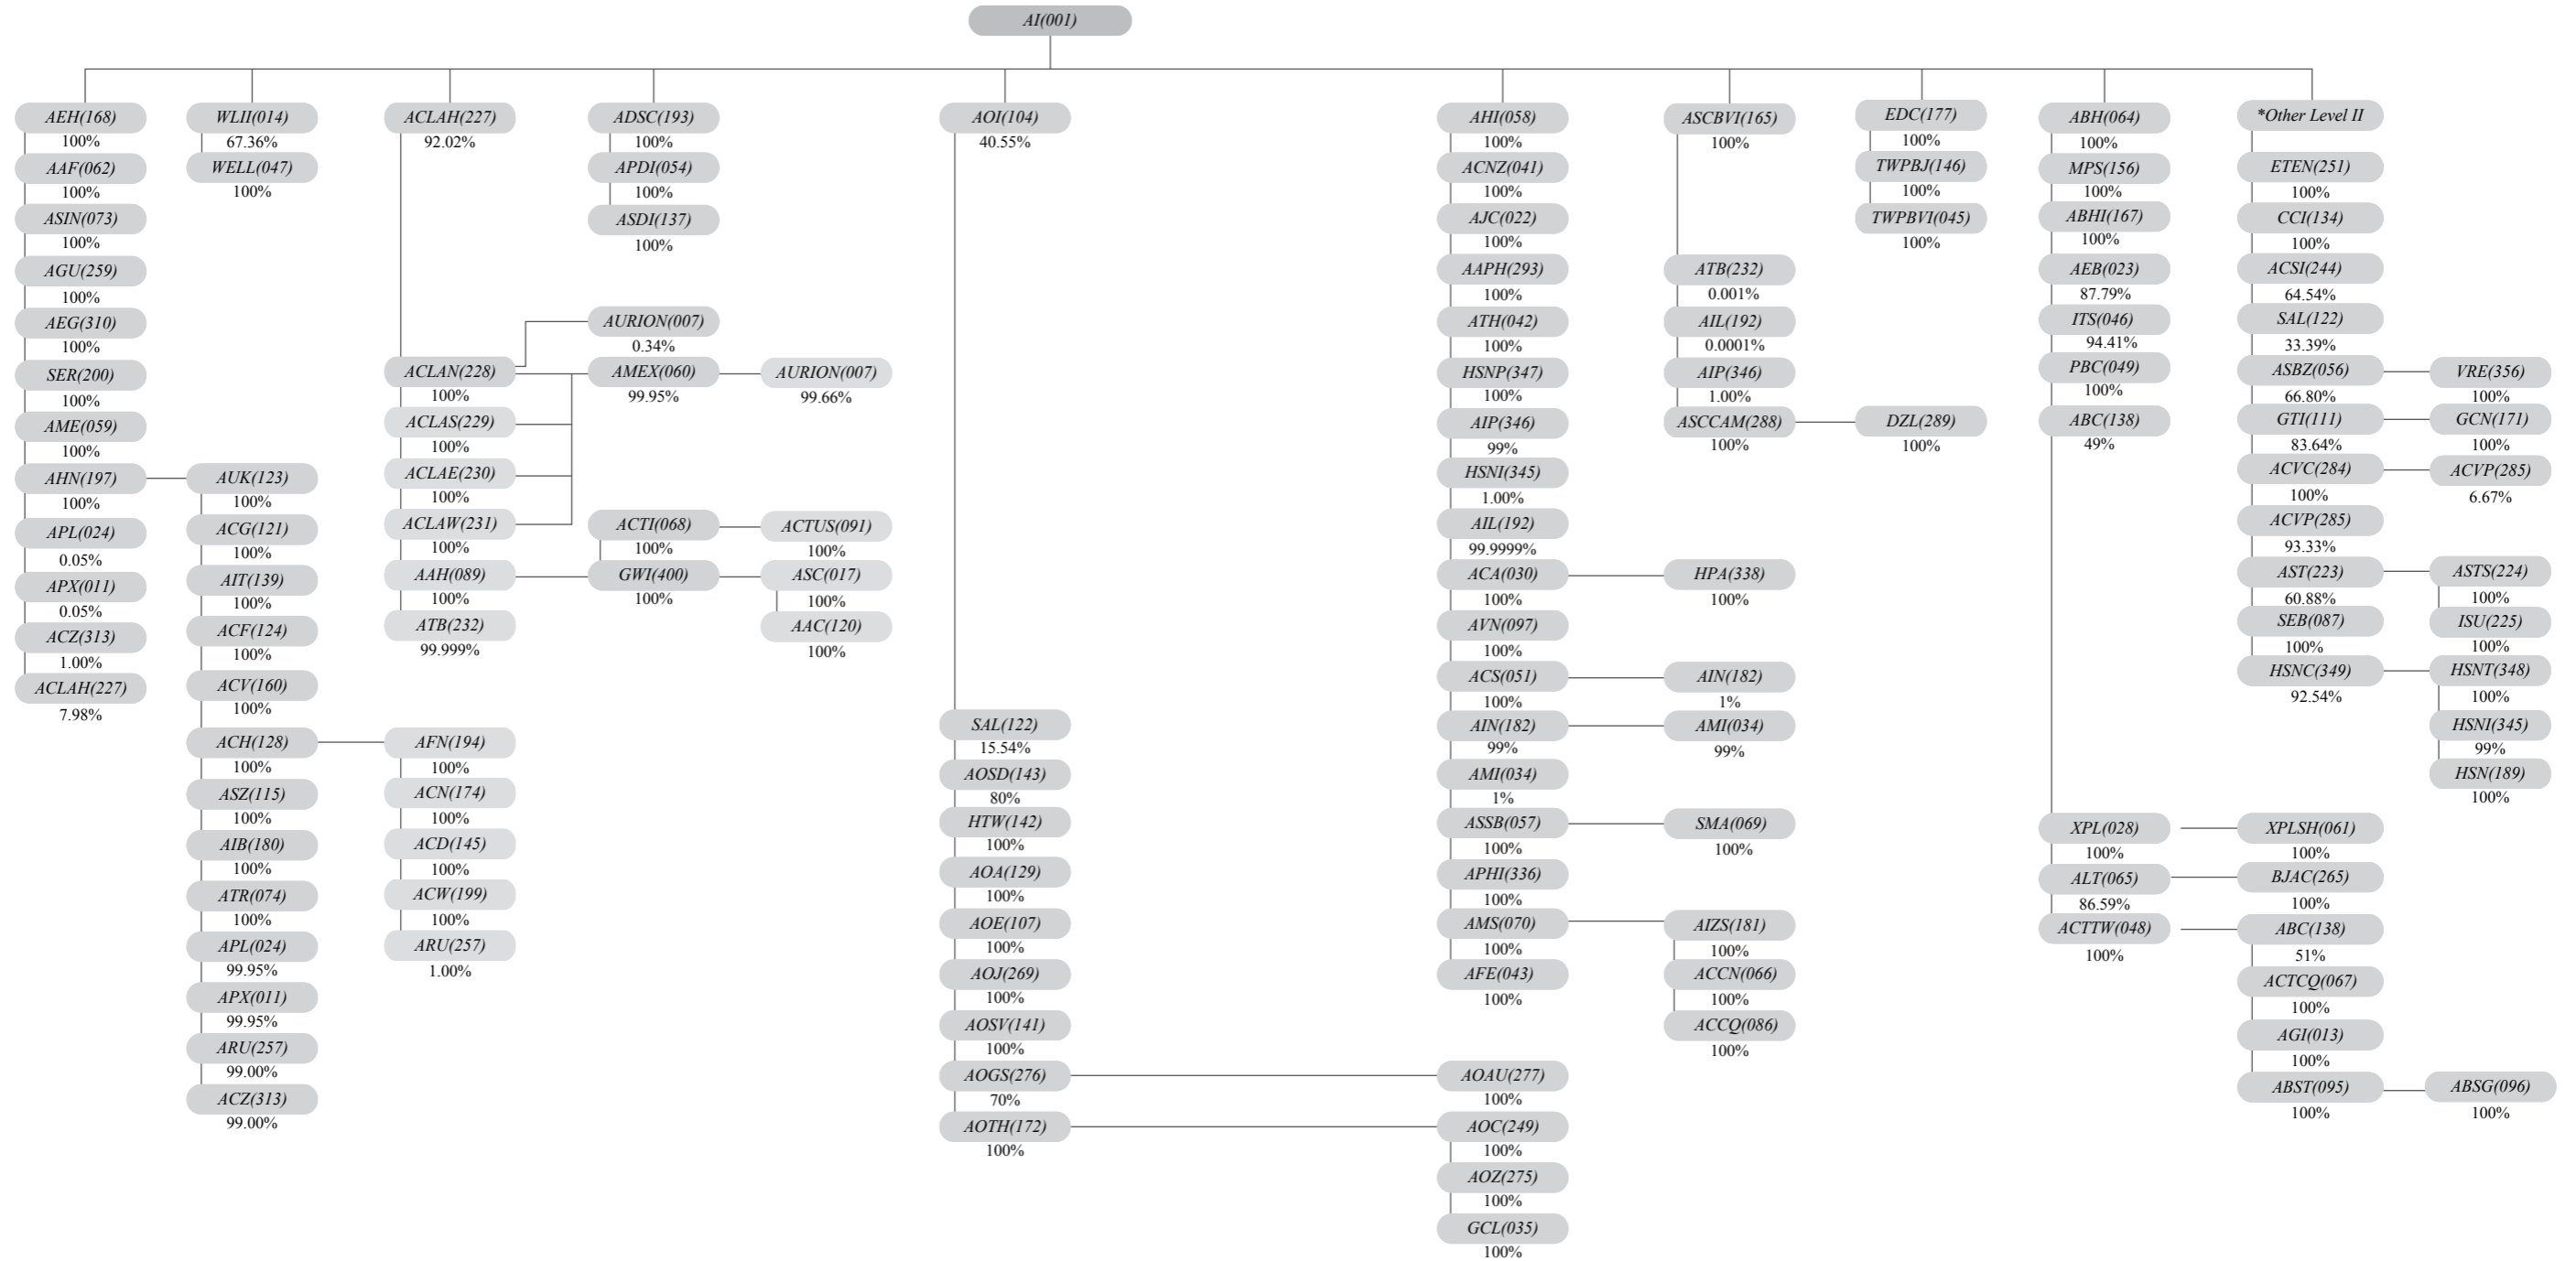 AI(001)
AEH(168)
100%
AAF(062)
100%
ASIN(073)
100%
AGU(259)
100%
AEG(310)
100%
SER(200)
100%
AME(059)
100%
AHN(197)
100%
APL(024)
0.05%
APX(011)
0.05%
ACZ(313)
1.00%
ACLAH(227)
7.98%
WLII(014)
67.36%
WELL(047)
100%
AUK(123)
100%
ACG(121)
100%
AIT(139)
100%
ACF(124)
100%
ACV(160)
100%
ACH(128)
100%
ASZ(115)
100%
AIB(180)
100%
ATR(074)
100%
APL(024)
99.95%
APX(011)
99.95%
ARU(257)
99.00%
ACZ(313)
99.00%
ACLAH(227)
92.02%
ACLAN(228)
100%
ACLAS(229)
100%
ACLAE(230)
100%
ACLAW(231)
100%
AAH(089)
100%
ATB(232)
99.999%
AFN(194)
100%
ACN(174)
100%
ACD(145)
100%
ACW(199)
100%
ARU(257)
1.00%
ADSC(193)
100%
APDI(054)
100%
ASDI(137)
100%
AURION(007)
0.34%
AMEX(060)
99.95%
AURION(007)
99.66%
ACTI(068)
100%
GWI(400)
100%
ACTUS(091)
100%
ASC(017)
100%
AAC(120)
100%
AOI(104)
40.55%
SAL(122)
15.54%
AOSD(143)
80%
HTW(142)
100%
AOA(129)
100%
AOE(107)
100%
AOJ(269)
100%
AOSV(141)
100%
AOGS(276)
70%
AOTH(172)
100%
AHI(058)
100%
ACNZ(041)
100%
AJC(022)
100%
AAPH(293)
100%
ATH(042)
100%
HSNP(347)
100%
AIP(346)
99%
HSNI(345)
1.00%
AIL(192)
99.9999%
ACA(030)
100%
AVN(097)
100%
ACS(051)
100%
AIN(182)
99%
AMI(034)
1%
ASSB(057)
100%
APHI(336)
100%
AMS(070)
100%
AFE(043)
100%
AOAU(277)
100%
AOC(249)
100%
AOZ(275)
100%
GCL(035)
100%
ASCBVI(165)
100%
ATB(232)
0.001%
AIL(192)
0.0001%
AIP(346)
1.00%
ASCCAM(288)
100%
HPA(338)
100%
AIN(182)
1%
AMI(034)
99%
SMA(069)
100%
AIZS(181)
100%
ACCN(066)
100%
ACCQ(086)
100%
EDC(177)
100%
TWPBJ(146)
100%
TWPBVI(045)
100%
DZL(289)
100%
ABH(064)
100%
MPS(156)
100%
ABHI(167)
100%
AEB(023)
87.79%
ITS(046)
94.41%
PBC(049)
100%
ABC(138)
49%
XPL(028)
100%
ALT(065)
86.59%
ACTTW(048)
100%
*Other Level II
ETEN(251)
100%
CCI(134)
100%
ACSI(244)
64.54%
SAL(122)
33.39%
ASBZ(056)
66.80%
GTI(111)
83.64%
ACVC(284)
100%
ACVP(285)
93.33%
AST(223)
60.88%
SEB(087)
100%
HSNC(349)
92.54%
XPLSH(061)
100%
BJAC(265)
100%
ABC(138)
51%
ACTCQ(067)
100%
AGI(013)
100%
ABST(095)
100%
VRE(356)
100%
GCN(171)
100%
ACVP(285)
6.67%
ASTS(224)
100%
ISU(225)
100%
HSNT(348)
100%
HSNI(345)
99%
HSN(189)
100%
ABSG(096)
100%